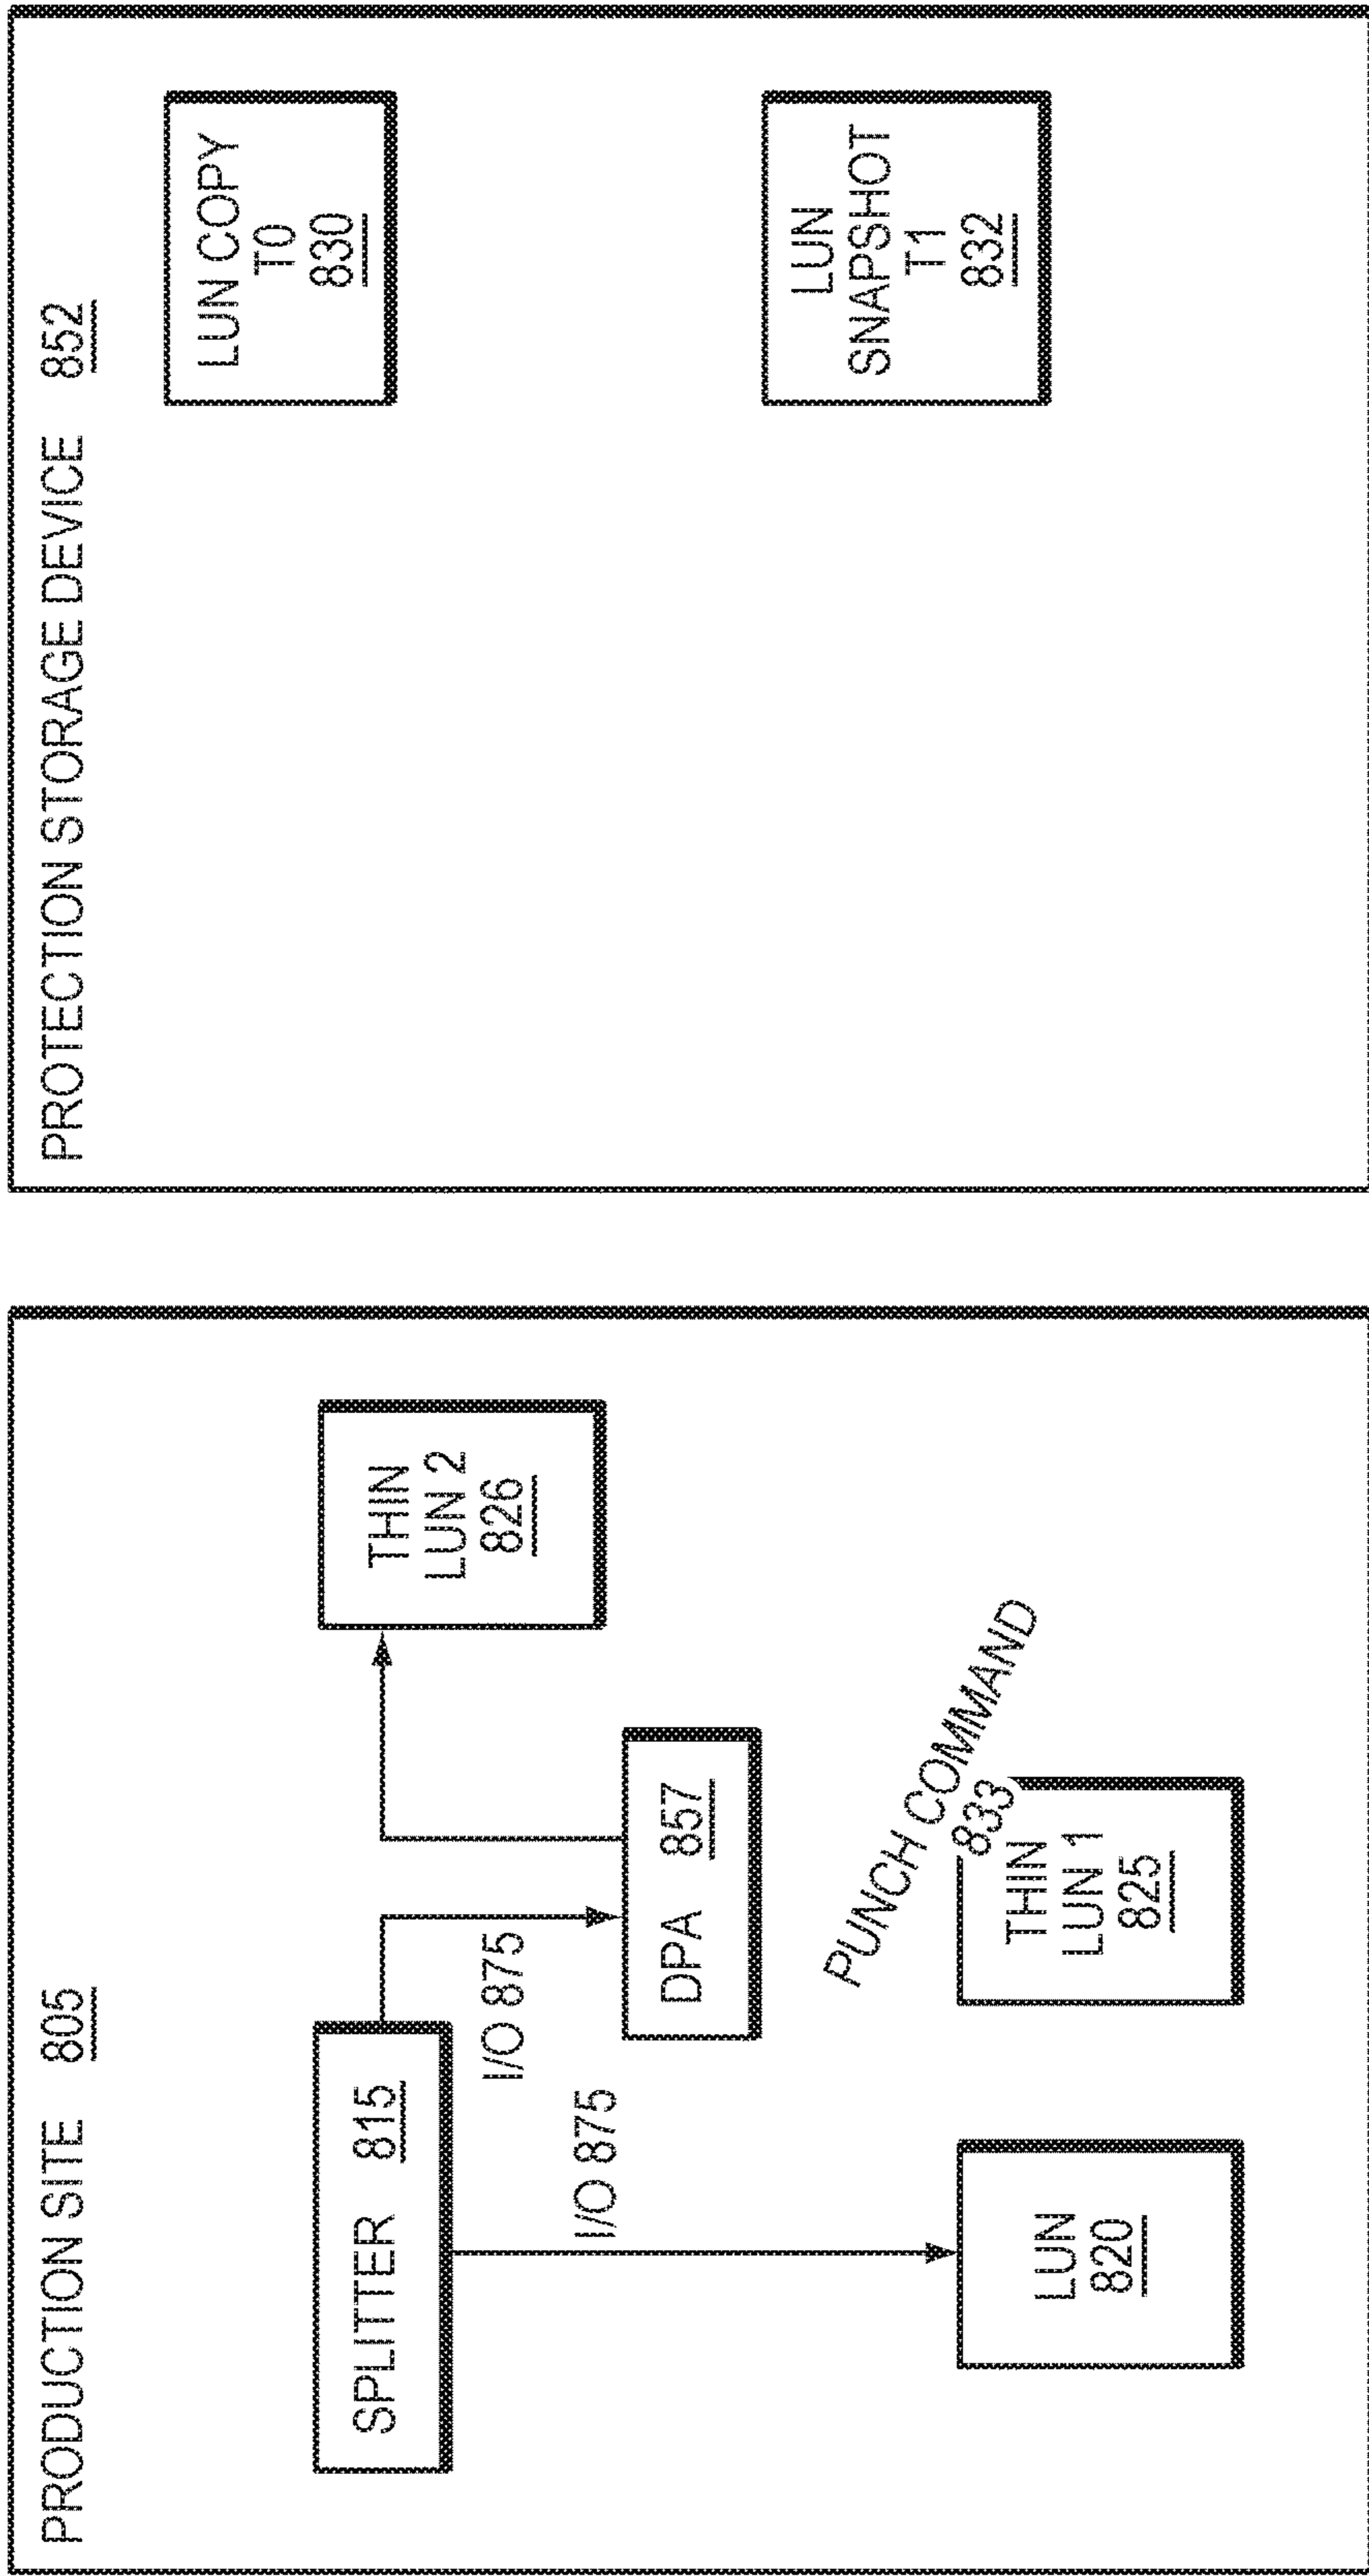 PRODUCTION SITE 805
SPLITTER 815
I/O 875
I/O 875
DPA 857
THIN
LUN 2
826
PUNCH COMMAND
833
LUN
820
THIN
LUN 1
825
PROTECTION STORAGE DEVICE 852
LUN COPY
T0
830
LUN
SNAPSHOT
T1
832